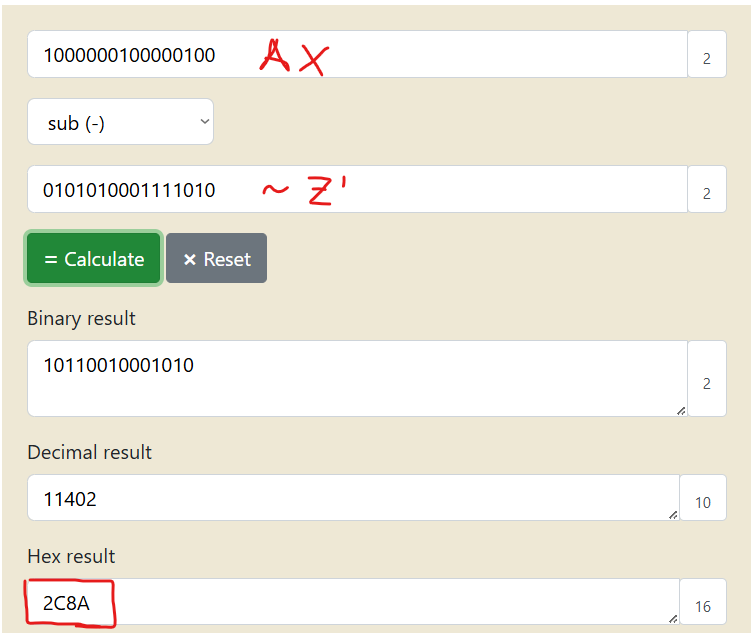 1000000100000100 AX 2
sub (-)
0101010001111010 ~ Z' 2
= Calculate × Reset
Binary result
10110010001010 2
Decimal result
11402 10
Hex result
2C8A 16